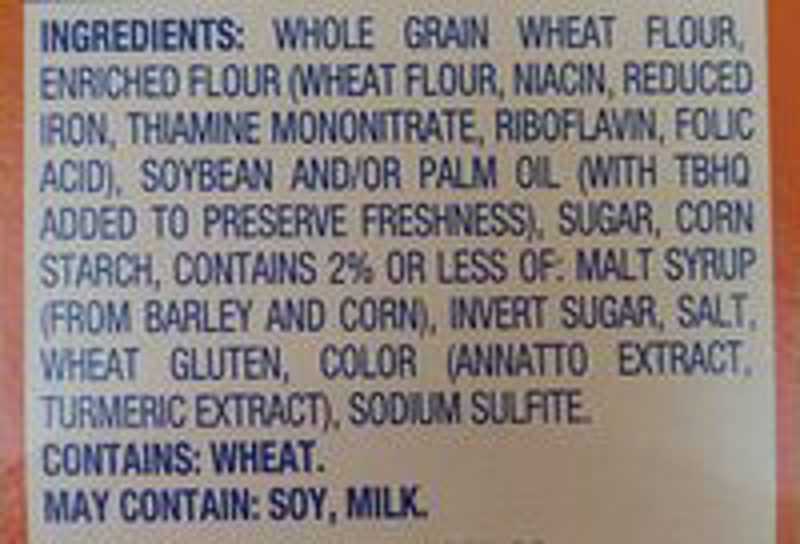 INGREDIENTS: WHOLE GRAIN WHEAT FLOUR,
ENRICHED FLOUR (WHEAT FLOUR, NIACIN, REDUCED
IRON, THIAMINE MONONITRATE, RIBOFLAVIN, FOLIC
ACID), SOYBEAN AND/OR PALM OIL (WITH TBHQ
ADDED TO PRESERVE FRESHNESS), SUGAR, CORN
STARCH, CONTAINS 2% OR LESS OF: MALT SYRUP
(FROM BARLEY AND CORN), INVERT SUGAR, SALT,
WHEAT GLUTEN, COLOR (ANNATTO EXTRACT,
TURMERIC EXTRACT), SODIUM SULFITE.
CONTAINS: WHEAT.
MAY CONTAIN: SOY, MILK.